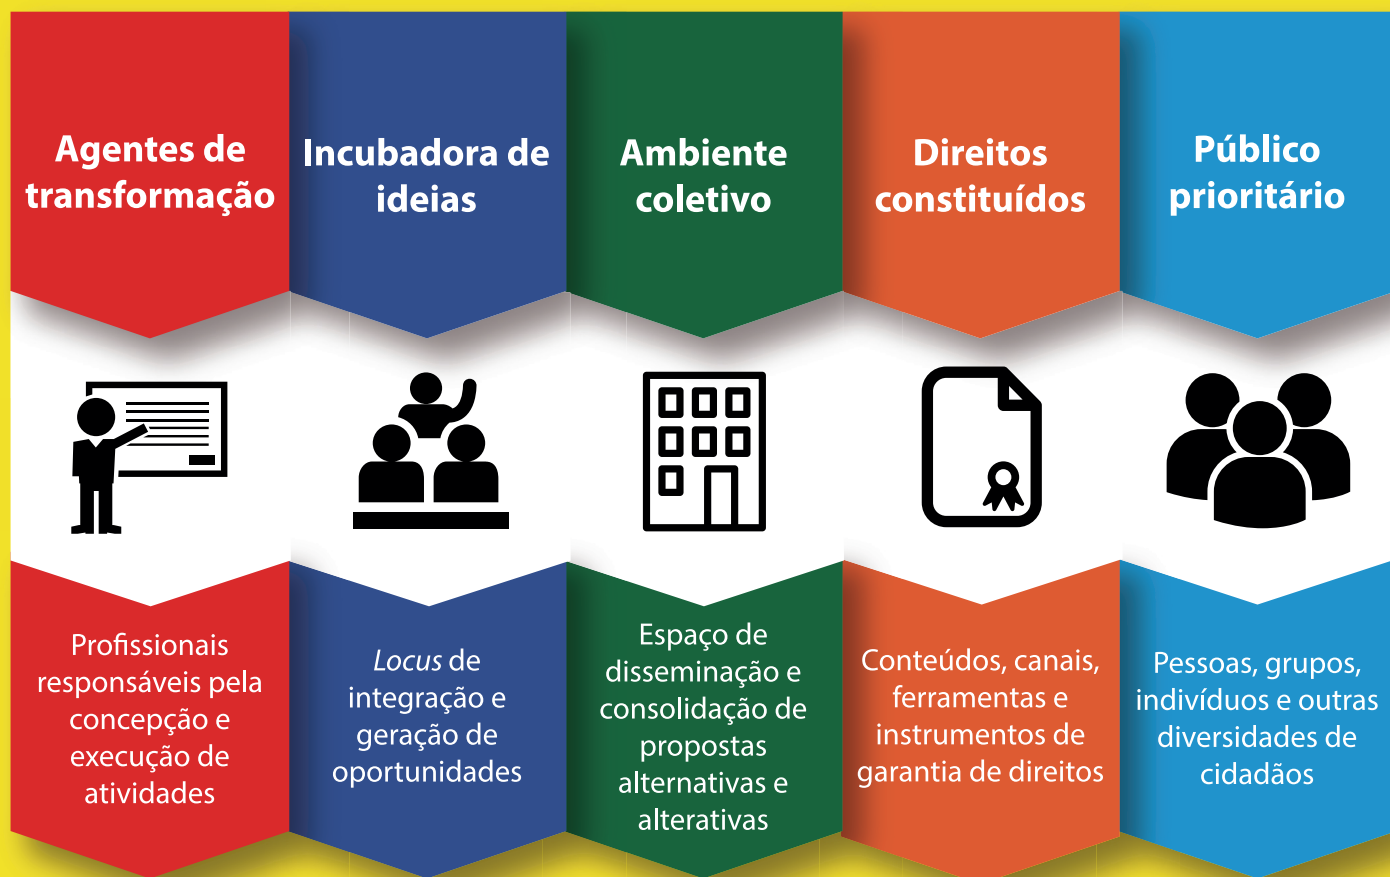 Agentes de
transformação
Incubadora de
ideias
Ambiente
coletivo
Direitos
constituídos
Público
prioritário
Profissionais
responsáveis pela
concepção e
execução de
atividades
Locus de
integração e
geração de
oportunidades
Espaço de
disseminação e
consolidação de
propostas
alternativas e
alterativas
Conteúdos, canais,
ferramentas e
instrumentos de
garantia de direitos
Pessoas, grupos,
indivíduos e outras
diversidades de
cidadãos